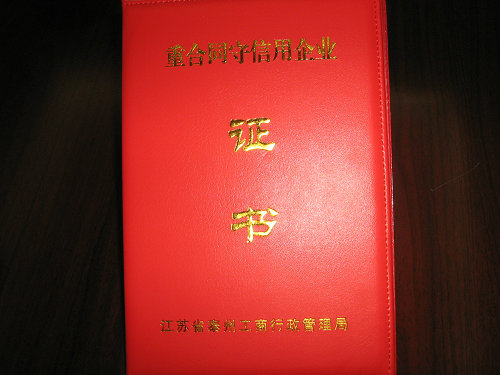 重合同守信用企业
证
书
江苏省泰州工商行政管理局